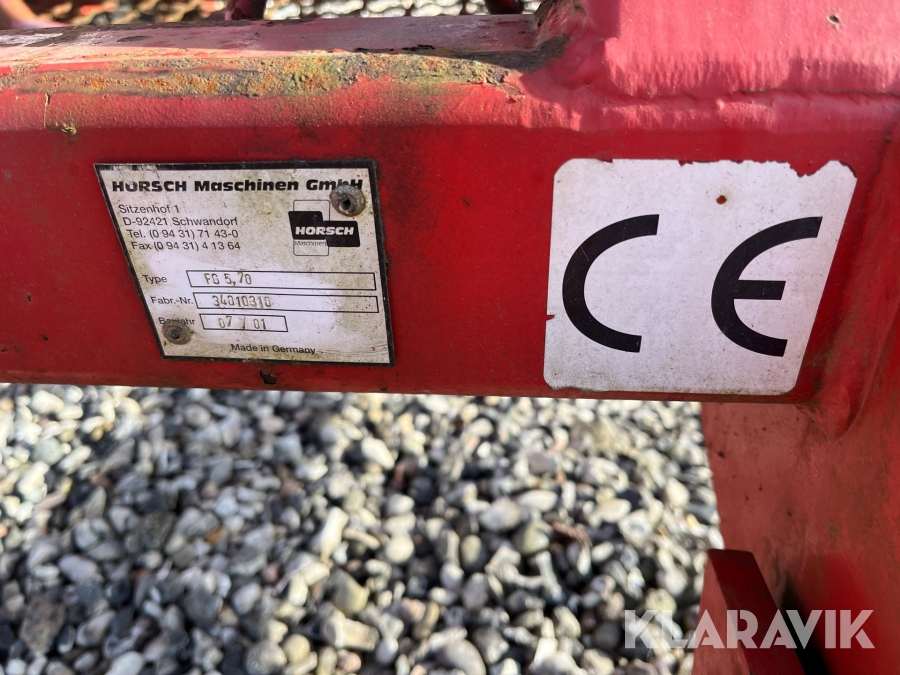 HORSCH Maschinen GmbH
Sitzenhof 1
D-92421 Schwandorf
Tel. (0 94 31) 71 43-0
Fax (0 94 31) 4 13 64
HORSCH
Maschinen
Type FG 5,70
Fabr.-Nr. 34010310
Baujahr 07 / 01
Made in Germany
CE
KLARAVIK